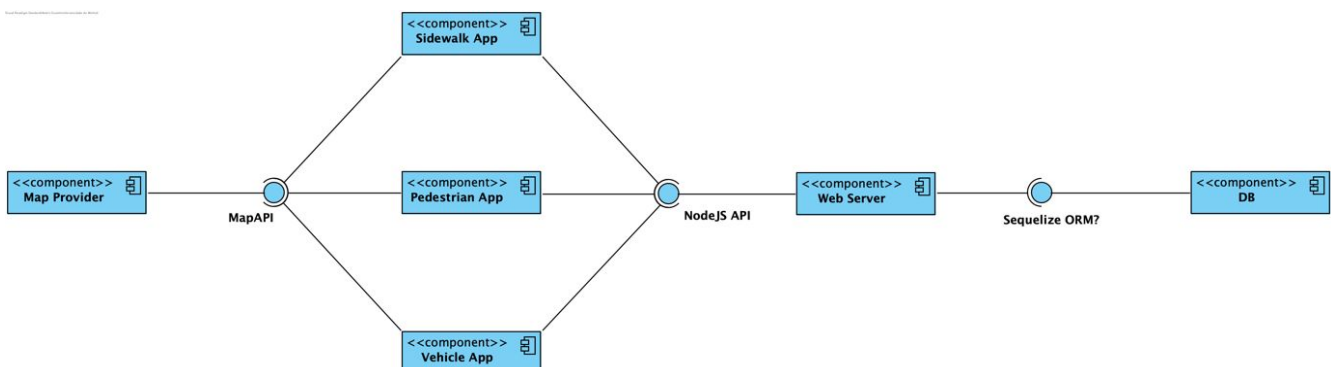 <<component>>
Sidewalk App
<<component>>
Map Provider
MapAPI
<<component>>
Pedestrian App
NodeJS API
<<component>>
Web Server
Sequelize ORM?
<<component>>
DB
<<component>>
Vehicle App